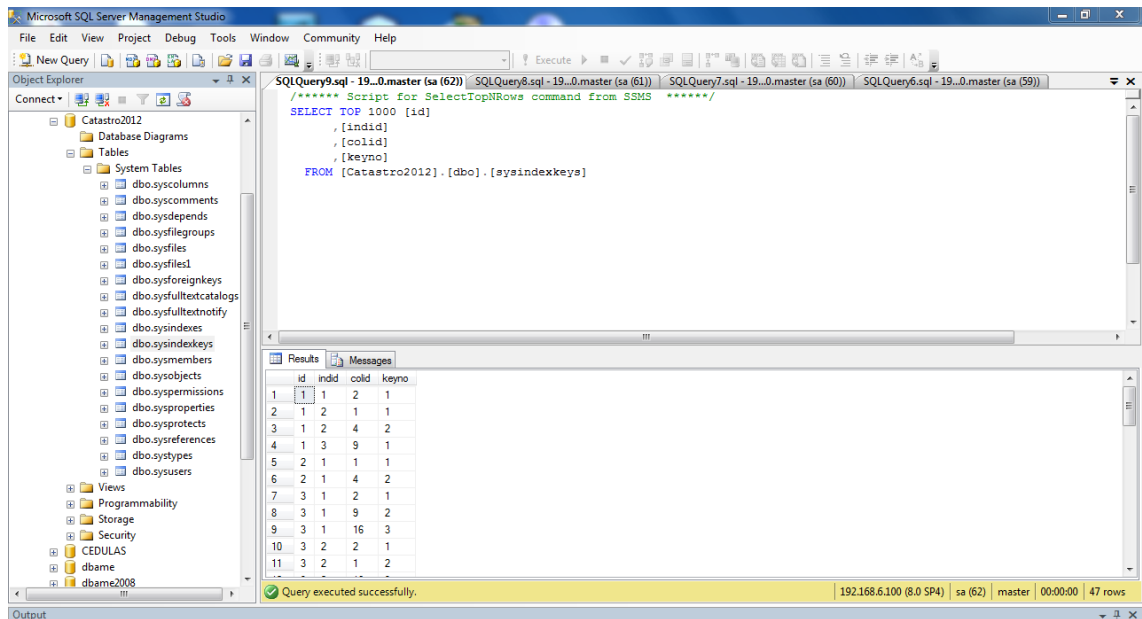 Microsoft SQL Server Management Studio
File Edit View Project Debug Tools Window Community Help
New Query Execute
Object Explorer
Connect
Catastro2012
Database Diagrams
Tables
System Tables
dbo.syscolumns
dbo.syscomments
dbo.sysdepends
dbo.sysfilegroups
dbo.sysfiles
dbo.sysfiles1
dbo.sysforeignkeys
dbo.sysfulltextcatalogs
dbo.sysfulltextnotify
dbo.sysindexes
dbo.sysindexkeys
dbo.sysmembers
dbo.sysobjects
dbo.syspermissions
dbo.sysproperties
dbo.sysprotects
dbo.sysreferences
dbo.systypes
dbo.sysusers
Views
Programmability
Storage
Security
CEDULAS
dbame
dbame2008
SQLQuery9.sql - 19...0.master (sa (62)) SQLQuery8.sql - 19...0.master (sa (61)) SQLQuery7.sql - 19...0.master (sa (60)) SQLQuery6.sql - 19...0.master (sa (59))
/****** Script for SelectTopNRows command from SSMS ******/
SELECT TOP 1000 [id]
,[indid]
,[colid]
,[keyno]
FROM [Catastro2012].[dbo].[sysindexkeys]
Results Messages
id indid colid keyno
1 1 1 2 1
2 1 2 1 1
3 1 2 4 2
4 1 3 9 1
5 2 1 1 1
6 2 1 4 2
7 3 1 2 1
8 3 1 9 2
9 3 1 16 3
10 3 2 2 1
11 3 2 1 2
Query executed successfully. 192.168.6.100 (8.0 SP4) sa (62) master 00:00:00 47 rows
Output